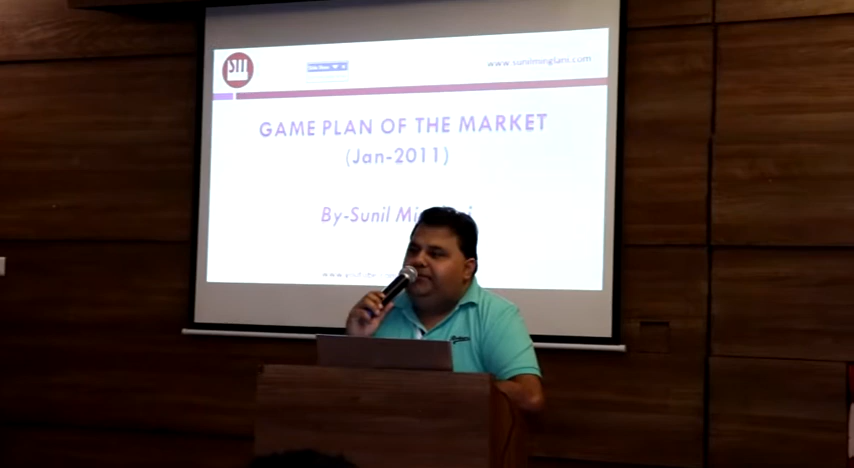 www.sunilminglani.com
GAME PLAN OF THE MARKET
(Jan-2011)
By-Sunil